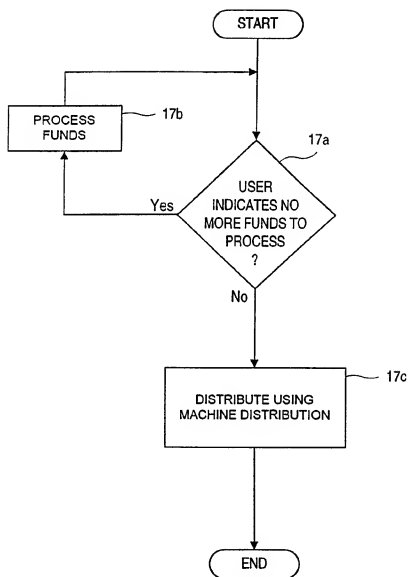 START
PROCESS
FUNDS
17b
17a
USER
INDICATES NO
MORE FUNDS TO
PROCESS
?
Yes
No
17c
DISTRIBUTE USING
MACHINE DISTRIBUTION
END